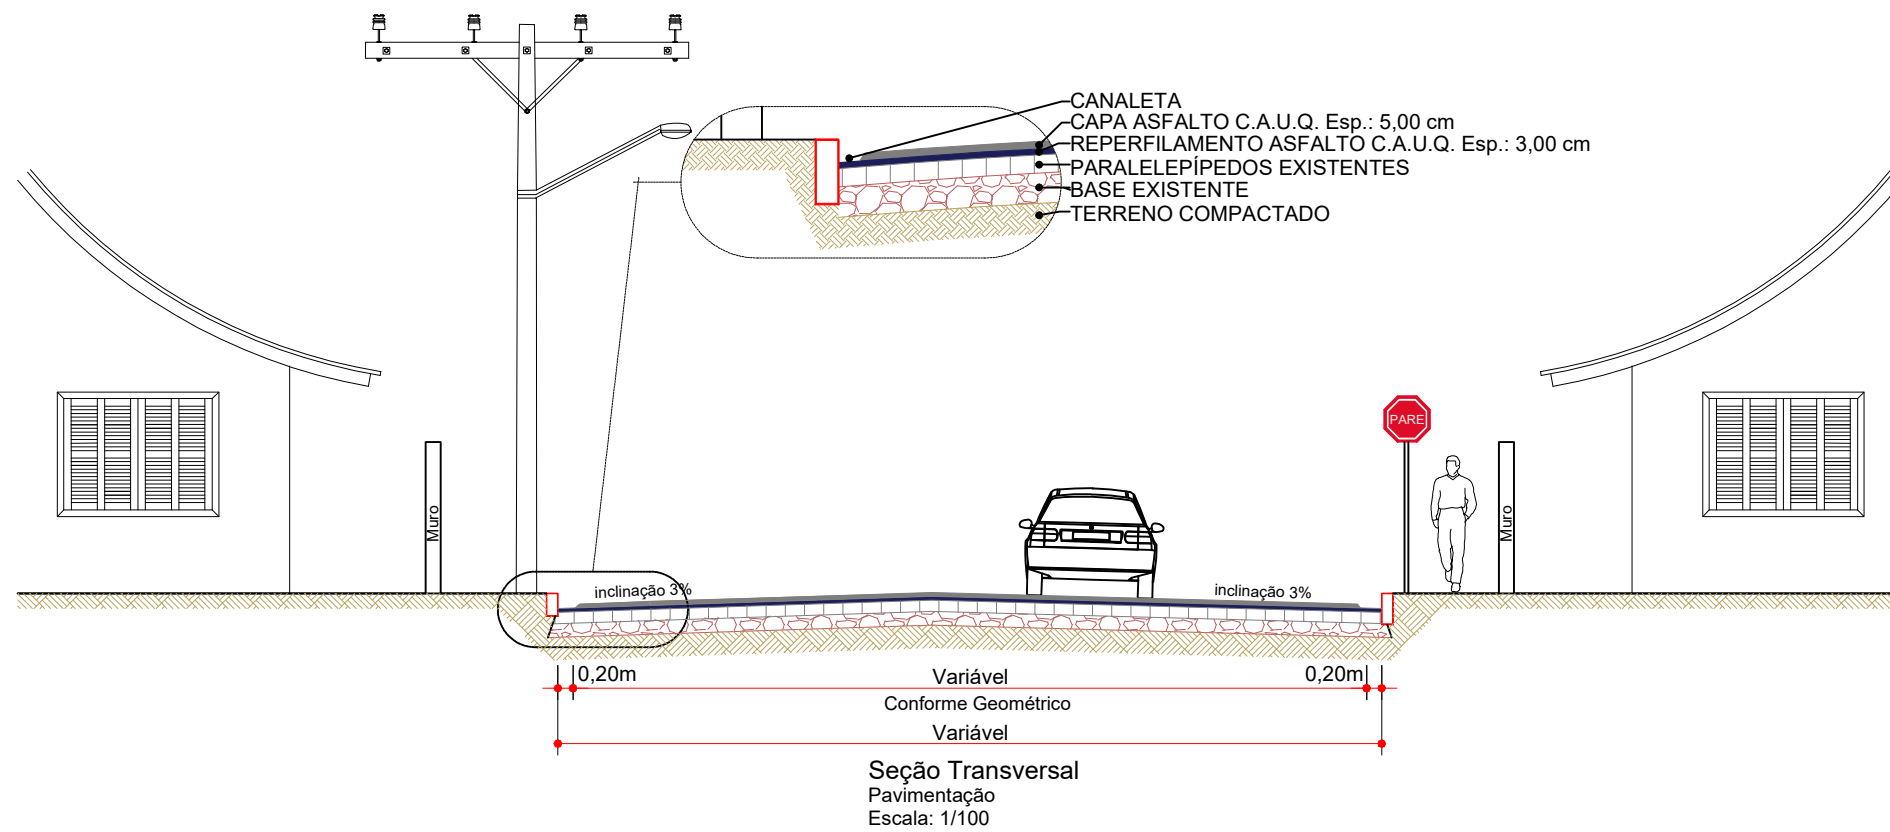 CANALETA
CAPA ASFALTO C.A.U.Q. Esp.: 5,00 cm
REPERFILAMENTO ASFALTO C.A.U.Q. Esp.: 3,00 cm
PARALELEPÍPEDOS EXISTENTES
BASE EXISTENTE
TERRENO COMPACTADO
PARE
Muro
Muro
inclinação 3%
inclinação 3%
0,20m
Variável
0,20m
Conforme Geométrico
Variável
Seção Transversal
Pavimentação
Escala: 1/100